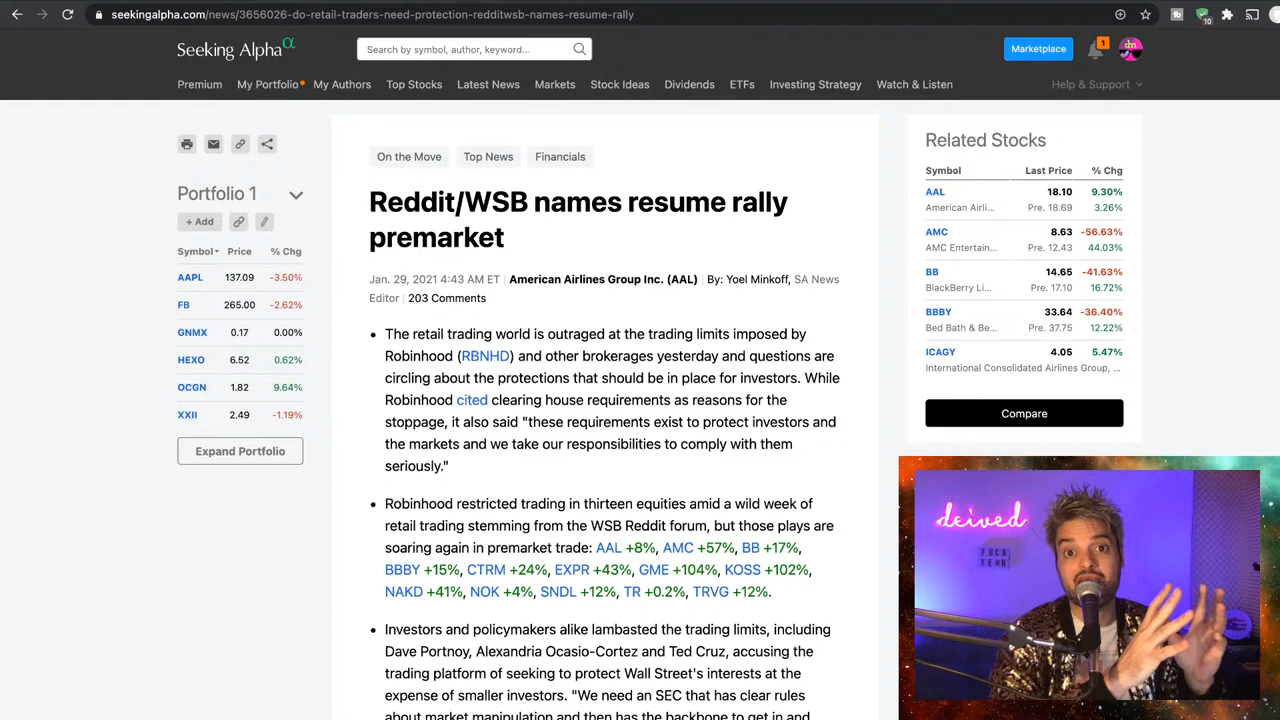 seekingalpha.com/news/3656026-do-retail-traders-need-protection-redditwsb-names-resume-rally
10
Seeking Alpha α
Search by symbol, author, keyword...
Marketplace
1
dm
Premium My Portfolio My Authors Top Stocks Latest News Markets Stock Ideas Dividends ETFs Investing Strategy Watch & Listen Help & Support
Portfolio 1
+ Add
Symbol Price % Chg
AAPL 137.09 -3.50%
FB 265.00 -2.62%
GNMX 0.17 0.00%
HEXO 6.52 0.62%
OCGN 1.82 9.64%
XXII 2.49 -1.19%
Expand Portfolio
On the Move Top News Financials
Reddit/WSB names resume rally
premarket
Jan. 29, 2021 4:43 AM ET | American Airlines Group Inc. (AAL) | By: Yoel Minkoff, SA News
Editor | 203 Comments
• The retail trading world is outraged at the trading limits imposed by
Robinhood (RBNHD) and other brokerages yesterday and questions are
circling about the protections that should be in place for investors. While
Robinhood cited clearing house requirements as reasons for the
stoppage, it also said "these requirements exist to protect investors and
the markets and we take our responsibilities to comply with them
seriously."
• Robinhood restricted trading in thirteen equities amid a wild week of
retail trading stemming from the WSB Reddit forum, but those plays are
soaring again in premarket trade: AAL +8%, AMC +57%, BB +17%,
BBBY +15%, CTRM +24%, EXPR +43%, GME +104%, KOSS +102%,
NAKD +41%, NOK +4%, SNDL +12%, TR +0.2%, TRVG +12%.
• Investors and policymakers alike lambasted the trading limits, including
Dave Portnoy, Alexandria Ocasio-Cortez and Ted Cruz, accusing the
trading platform of seeking to protect Wall Street's interests at the
expense of smaller investors. "We need an SEC that has clear rules
about market manipulation and then has the backbone to get in and
Related Stocks
Symbol Last Price % Chg
AAL 18.10 9.30%
American Airli... Pre. 18.69 3.26%
AMC 8.63 -56.63%
AMC Entertain... Pre. 12.43 44.03%
BB 14.65 -41.63%
BlackBerry Li... Pre. 17.10 16.72%
BBBY 33.64 -36.40%
Bed Bath & Be... Pre. 37.75 12.22%
ICAGY 4.05 5.47%
International Consolidated Airlines Group, ...
Compare
deived
FUCK
YEAH